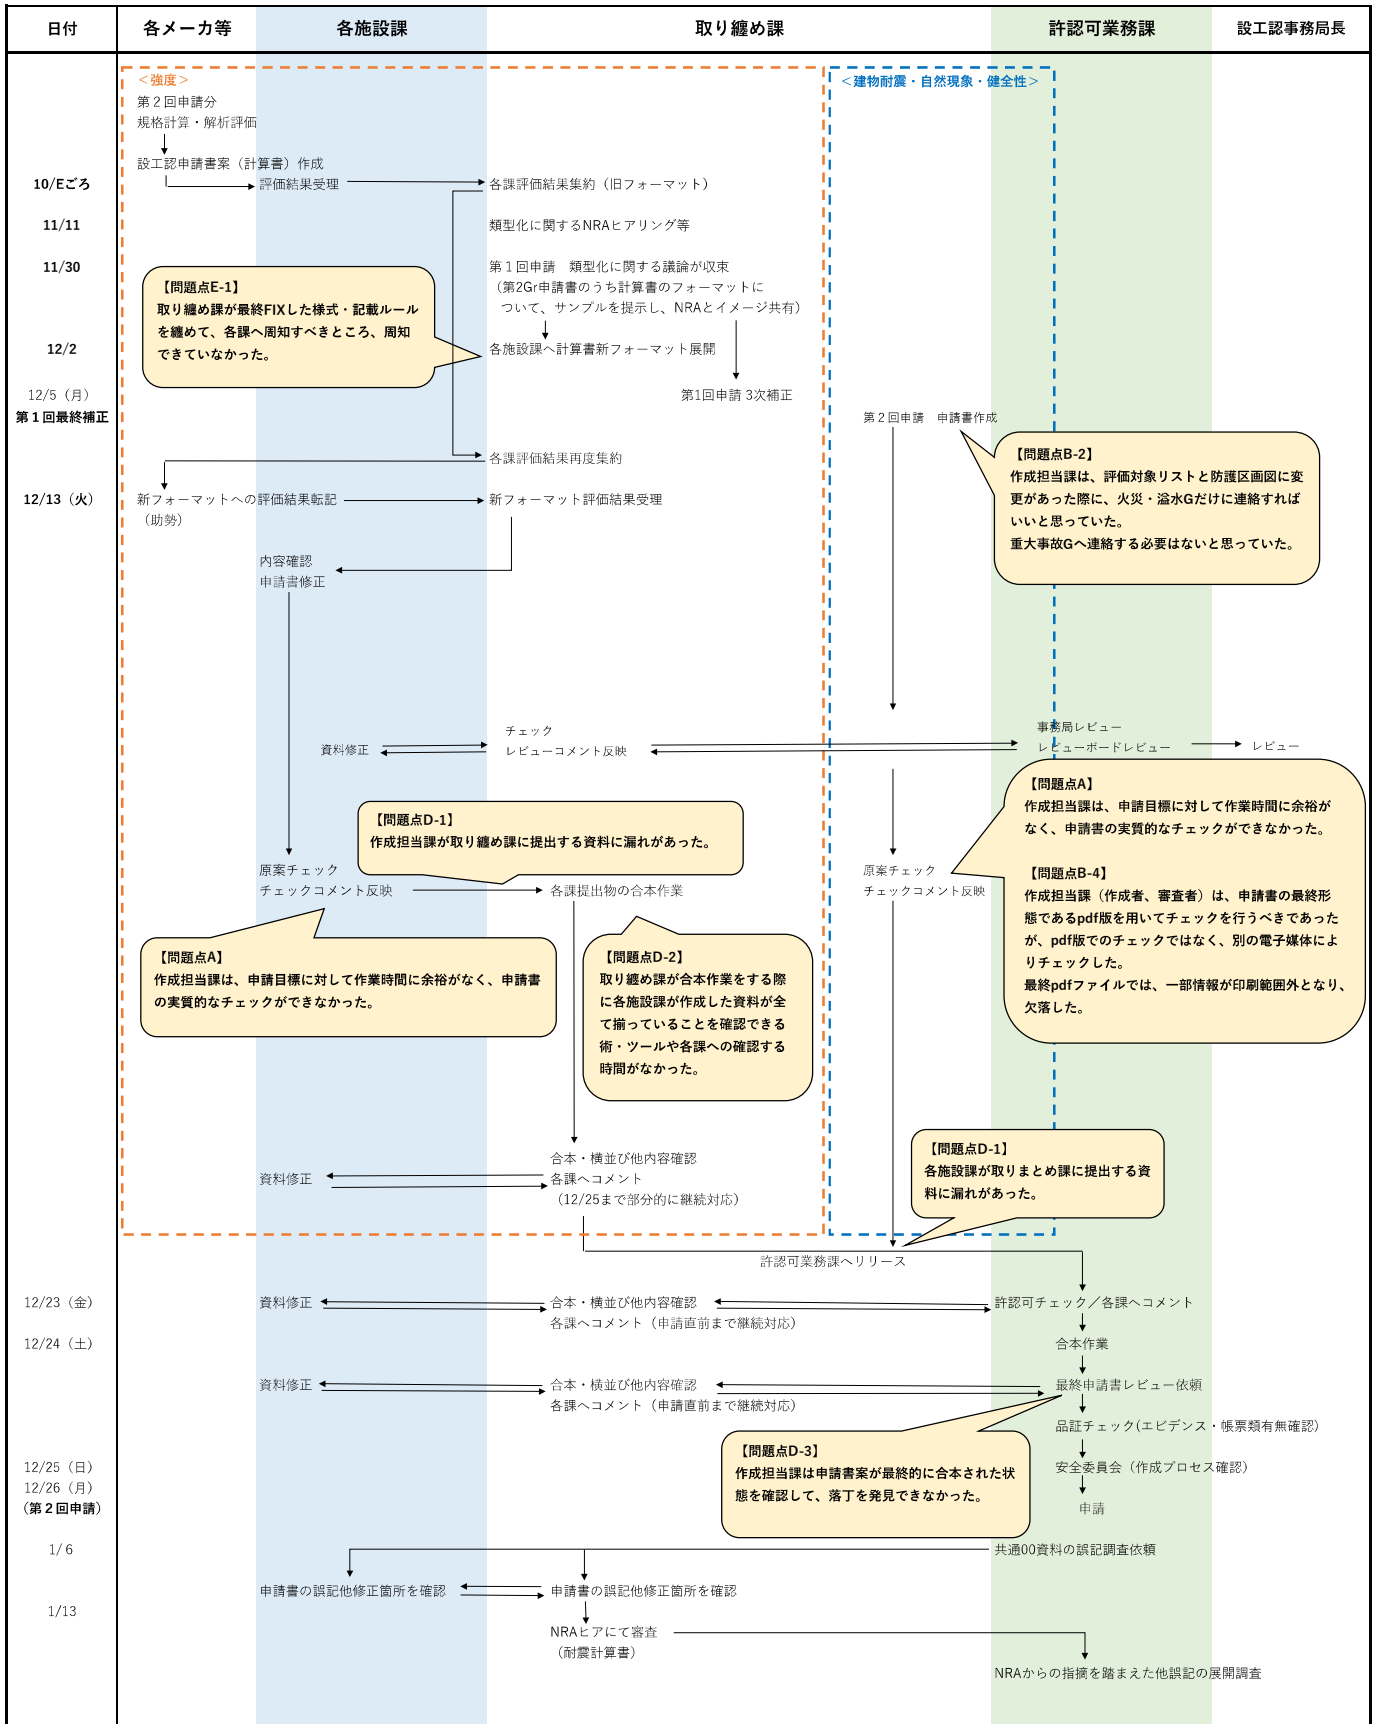 日付
各メーカ等
各施設課
取り纏め課
許認可業務課
設工認事務局長
＜強度＞
＜建物耐震・自然現象・健全性＞
第２回申請分
規格計算・解析評価
設工認申請書案（計算書）作成
10/Eごろ
評価結果受理
各課評価結果集約（旧フォーマット）
11/11
類型化に関するNRAヒアリング等
11/30
第１回申請　類型化に関する議論が収束
（第2Gr申請書のうち計算書のフォーマットに
ついて、サンプルを提示し、NRAとイメージ共有）
【問題点E-1】
取り纏め課が最終FIXした様式・記載ルール
を纏めて、各課へ周知すべきところ、周知
できていなかった。
12/2
各施設課へ計算書新フォーマット展開
12/5（月）
第１回最終補正
第1回申請 3次補正
第２回申請　申請書作成
【問題点B-2】
作成担当課は、評価対象リストと防護区画図に変
更があった際に、火災・溢水Gだけに連絡すれば
いいと思っていた。
重大事故Gへ連絡する必要はないと思っていた。
各課評価結果再度集約
12/13（火）
新フォーマットへの評価結果転記
（助勢）
新フォーマット評価結果受理
内容確認
申請書修正
資料修正
チェック
レビューコメント反映
事務局レビュー
レビューボードレビュー
レビュー
【問題点A】
作成担当課は、申請目標に対して作業時間に余裕が
なく、申請書の実質的なチェックができなかった。
【問題点B-4】
作成担当課（作成者、審査者）は、申請書の最終形
態であるpdf版を用いてチェックを行うべきであった
が、pdf版でのチェックではなく、別の電子媒体によ
りチェックした。
最終pdfファイルでは、一部情報が印刷範囲外となり、
欠落した。
【問題点D-1】
作成担当課が取り纏め課に提出する資料に漏れがあった。
原案チェック
チェックコメント反映
各課提出物の合本作業
原案チェック
チェックコメント反映
【問題点A】
作成担当課は、申請目標に対して作業時間に余裕がなく、申請書
の実質的なチェックができなかった。
【問題点D-2】
取り纏め課が合本作業をする際
に各施設課が作成した資料が全
て揃っていることを確認できる
術・ツールや各課への確認する
時間がなかった。
【問題点D-1】
各施設課が取りまとめ課に提出する資
料に漏れがあった。
資料修正
合本・横並び他内容確認
各課へコメント
（12/25まで部分的に継続対応）
許認可業務課へリリース
12/23（金）
資料修正
合本・横並び他内容確認
各課へコメント（申請直前まで継続対応）
許認可チェック／各課へコメント
12/24（土）
合本作業
資料修正
合本・横並び他内容確認
各課へコメント（申請直前まで継続対応）
最終申請書レビュー依頼
品証チェック(エビデンス・帳票類有無確認）
【問題点D-3】
作成担当課は申請書案が最終的に合本された状
態を確認して、落丁を発見できなかった。
12/25（日）
12/26（月）
（第２回申請）
安全委員会（作成プロセス確認）
申請
1/ 6
共通00資料の誤記調査依頼
申請書の誤記他修正箇所を確認
申請書の誤記他修正箇所を確認
1/13
NRAヒアにて審査
（耐震計算書）
NRAからの指摘を踏まえた他誤記の展開調査